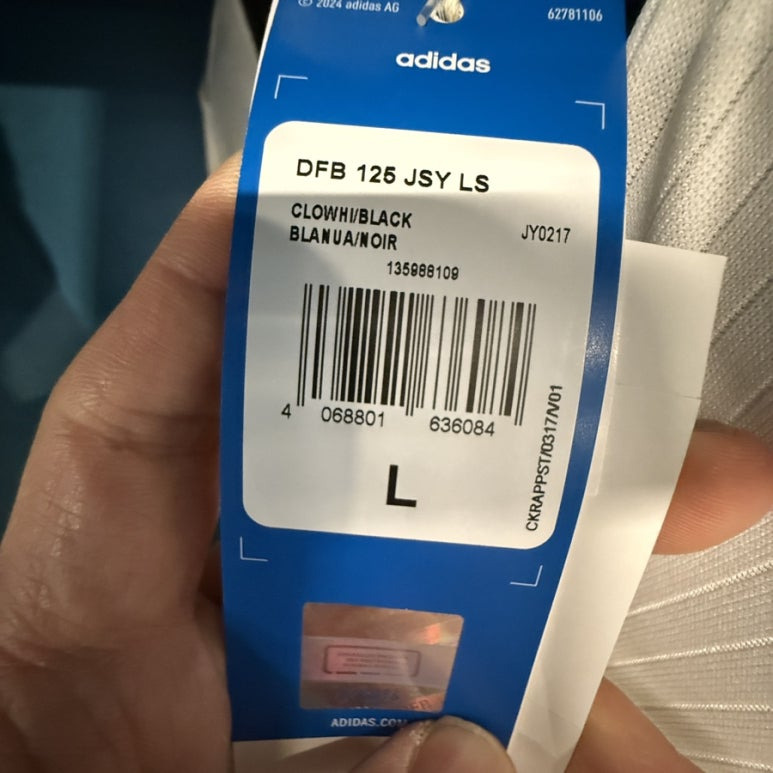 © 2024 adidas AG
62781106
adidas
DFB 125 JSY LS
CLOWHI/BLACK
BLANUA/NOIR
JY0217
135988109
4 068801 636084
CKRAPPST/0317/V/01
L
ADIDAS.CO